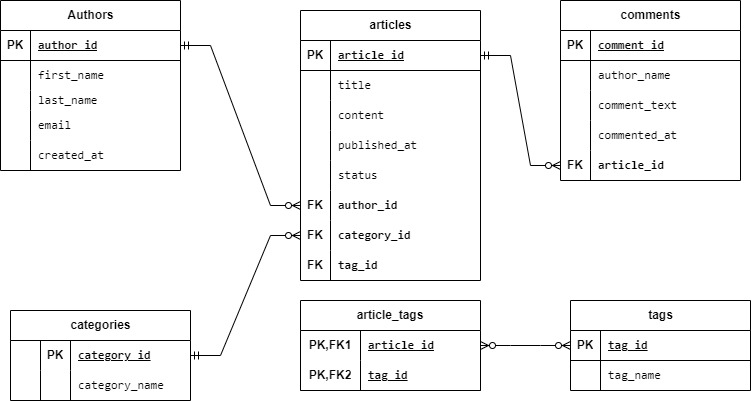 Authors
PK author_id
first_name
last_name
email
created_at
articles
PK article_id
title
content
published_at
status
FK author_id
FK category_id
FK tag_id
comments
PK comment_id
author_name
comment_text
commented_at
FK article_id
categories
PK category_id
category_name
article_tags
PK,FK1 article_id
PK,FK2 tag_id
tags
PK tag_id
tag_name